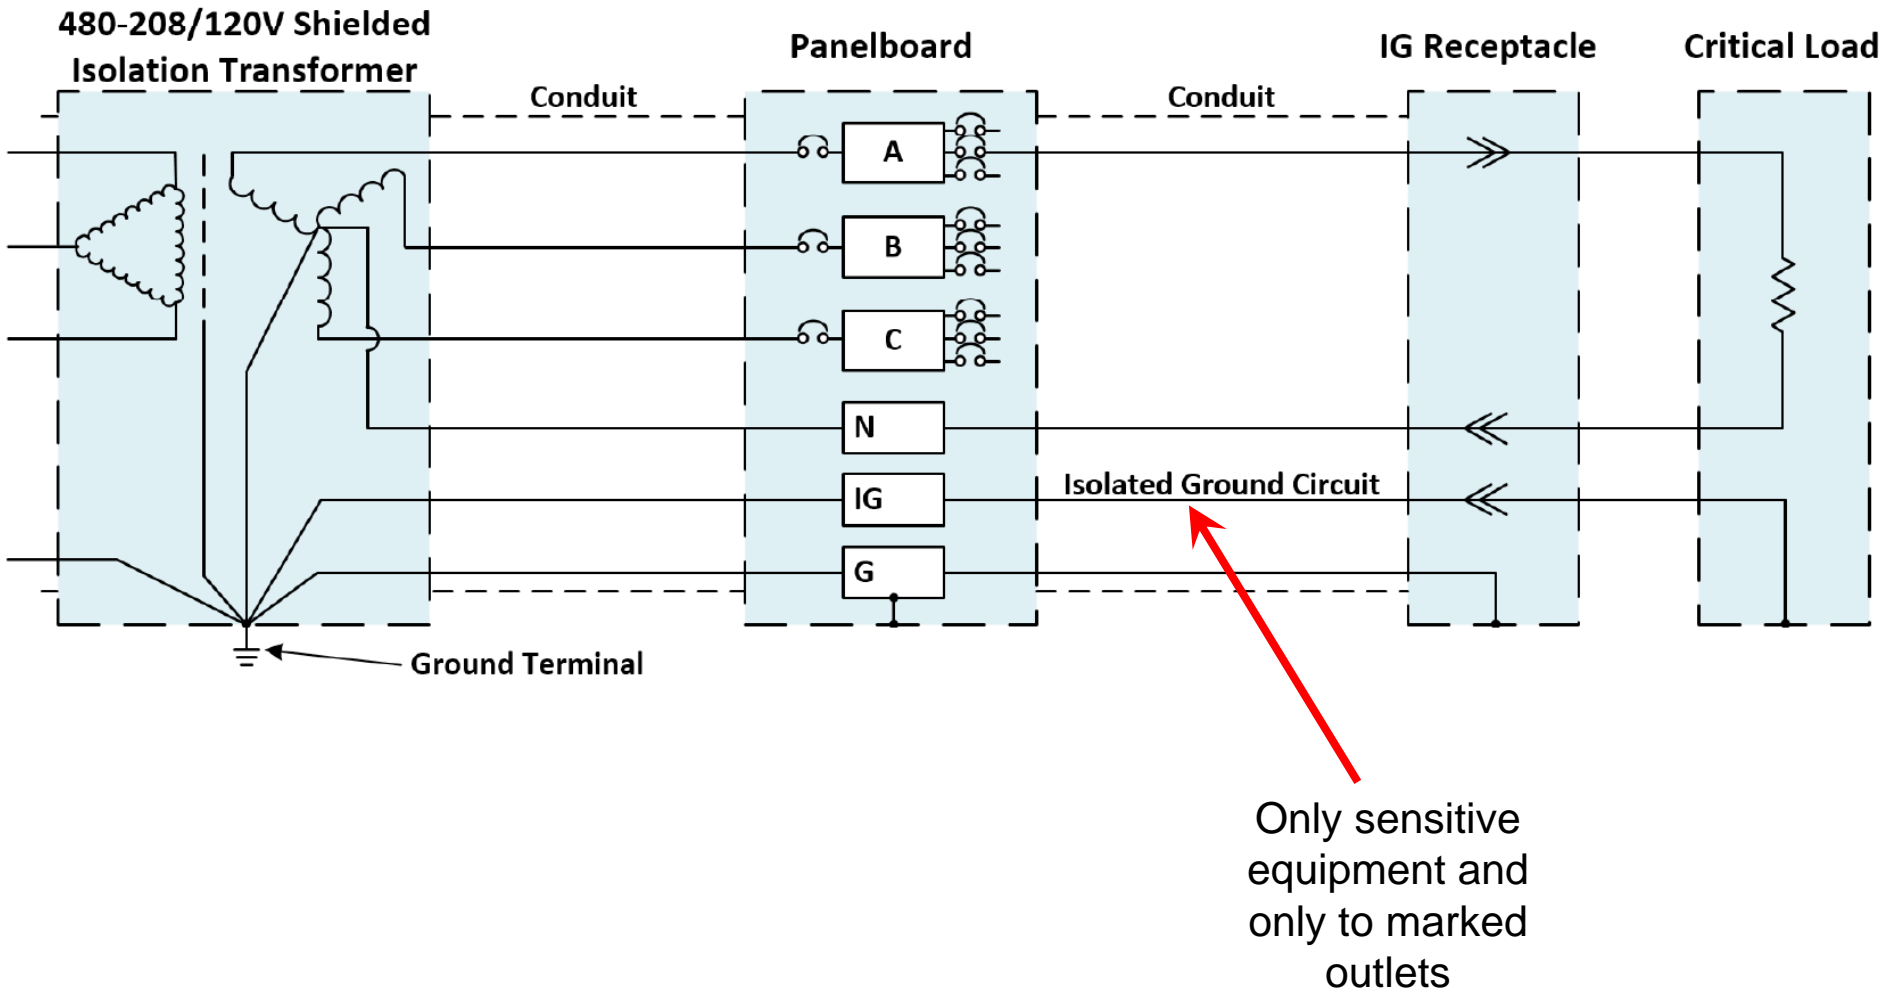 480-208/120V Shielded
Isolation Transformer
Panelboard
IG Receptacle
Critical Load
Conduit
Conduit
A
B
C
N
IG
Isolated Ground Circuit
G
Ground Terminal
Only sensitive
equipment and
only to marked
outlets